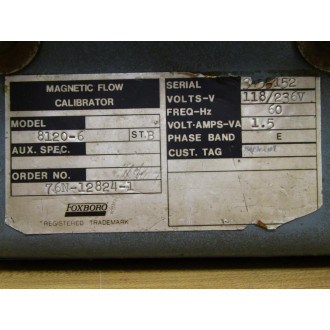 MAGNETIC FLOW
CALIBRATOR
MODEL
8120-6 ST.B
AUX. SPEC.
ORDER NO.
76N-12824-1
FOXBORO
"REGISTERED TRADEMARK"
SERIAL
VOLTS-V 118/236V
FREQ-Hz 60
VOLT-AMPS-VA 1.5
PHASE BAND E
CUST. TAG